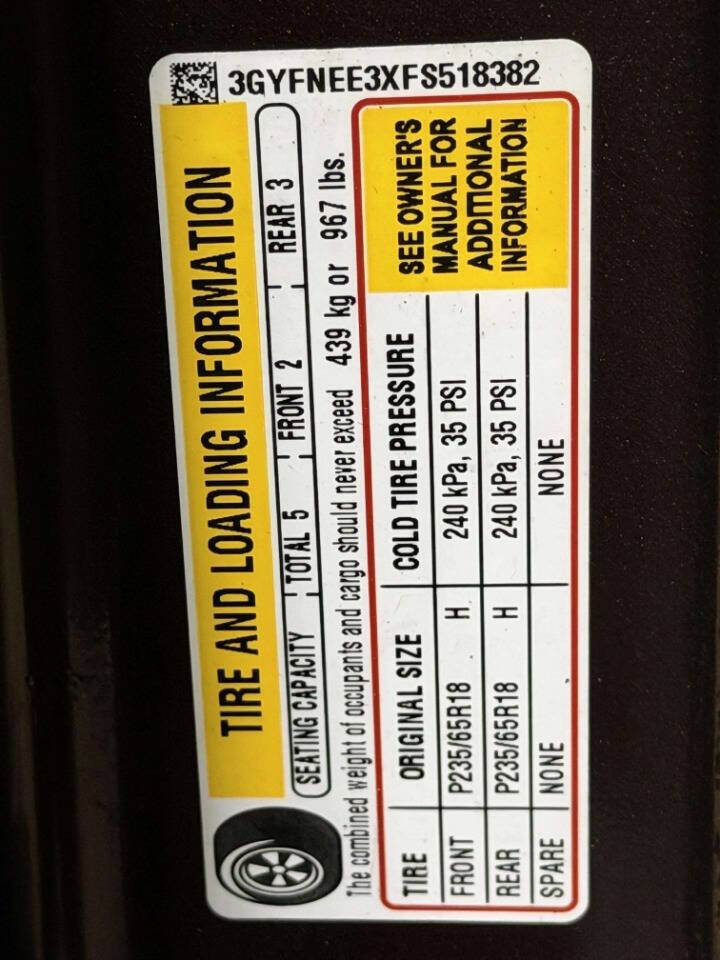 3GYFNEE3XFS518382
TIRE AND LOADING INFORMATION
SEATING CAPACITY TOTAL 5 FRONT 2 REAR 3
The combined weight of occupants and cargo should never exceed 439 kg or 967 lbs.
TIRE ORIGINAL SIZE COLD TIRE PRESSURE
FRONT P235/65R18 H 240 kPa, 35 PSI
REAR P235/65R18 H 240 kPa, 35 PSI
SPARE NONE NONE
SEE OWNER'S
MANUAL FOR
ADDITIONAL
INFORMATION